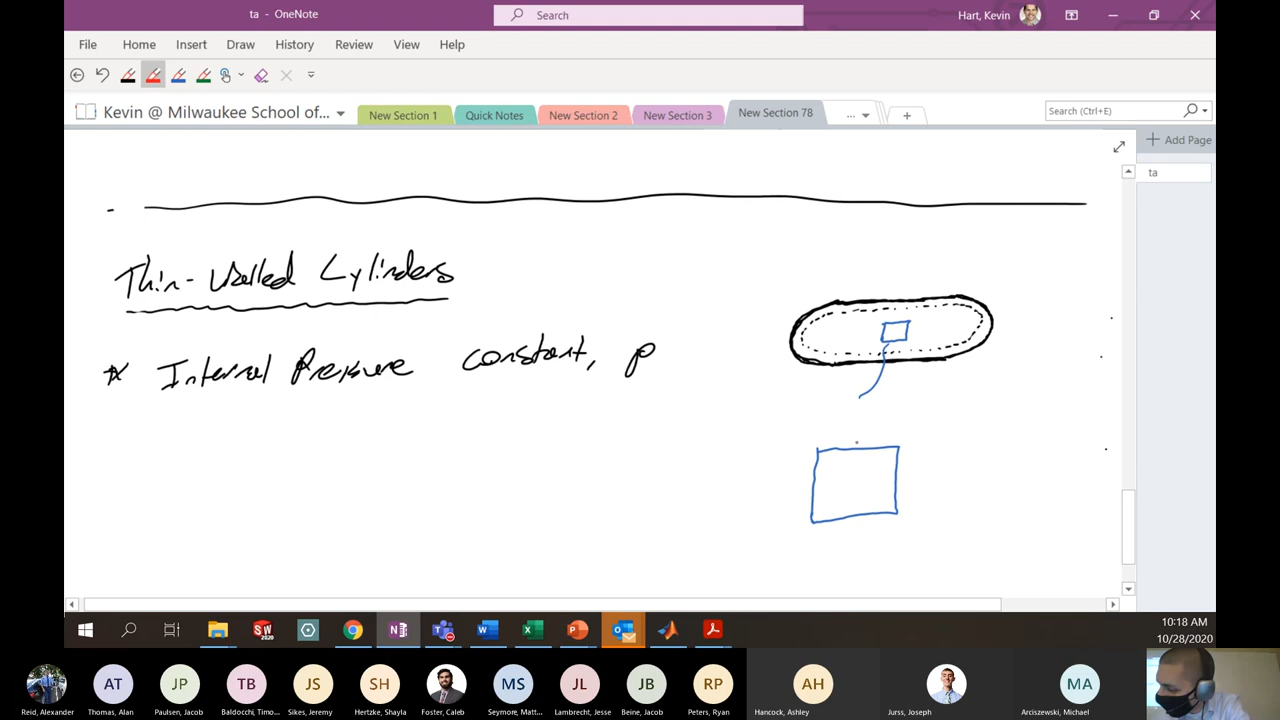 ta - OneNote
Search
Hart, Kevin
File Home Insert Draw History Review View Help
Kevin @ Milwaukee School of...
New Section 1
Quick Notes
New Section 2
New Section 3
New Section 78
...
Search (Ctrl+E)
Add Page
ta
Thin-Walled Cylinders
Internal Pressure constant, p
SW
2020
10:18 AM
10/28/2020
AT JP TB JS SH MS JL JB RP AH MA
Reid, Alexander
Thomas, Alan
Paulsen, Jacob
Baldocchi, Timo...
Sikes, Jeremy
Hertzke, Shayla
Foster, Caleb
Seymore, Matt...
Lambrecht, Jesse
Beine, Jacob
Peters, Ryan
Hancock, Ashley
Jurss, Joseph
Arciszewski, Michael